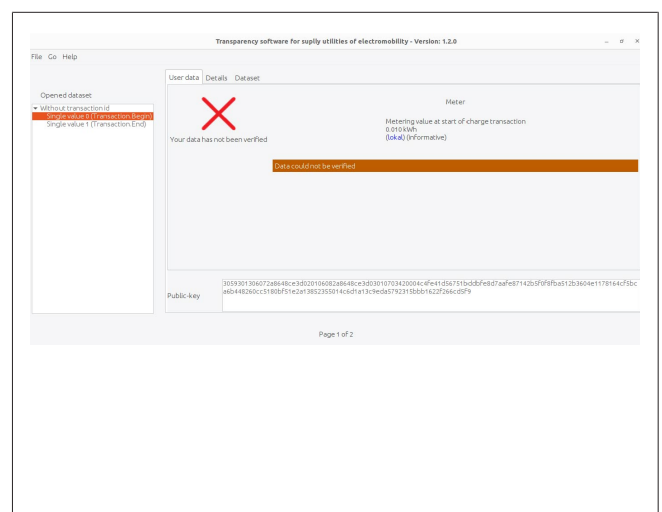 Transparency software for suplly utilities of electromobility - Version: 1.2.0
File Go Help
User data Details Dataset
Opened dataset
Without transaction Id
Single value 0 (Transaction.Begin)
Single value 1 (Transaction.End)
Your data has not been verified
Meter
Metering value at start of charge transaction
0.010 kWh
(lokal) (informative)
Data could not be verified
Public-key
3059301306072a8648ce3d020106082a8648ce3d03010703420004c4fe41d56751bddbfe8d7aafe87142b5f0f8fba512b3604e1178164cf5bc
a6b448260cc5180bf51e2a13852355014c6d1a13c9eda5792315bbb1622f266cd5f9
Page 1 of 2